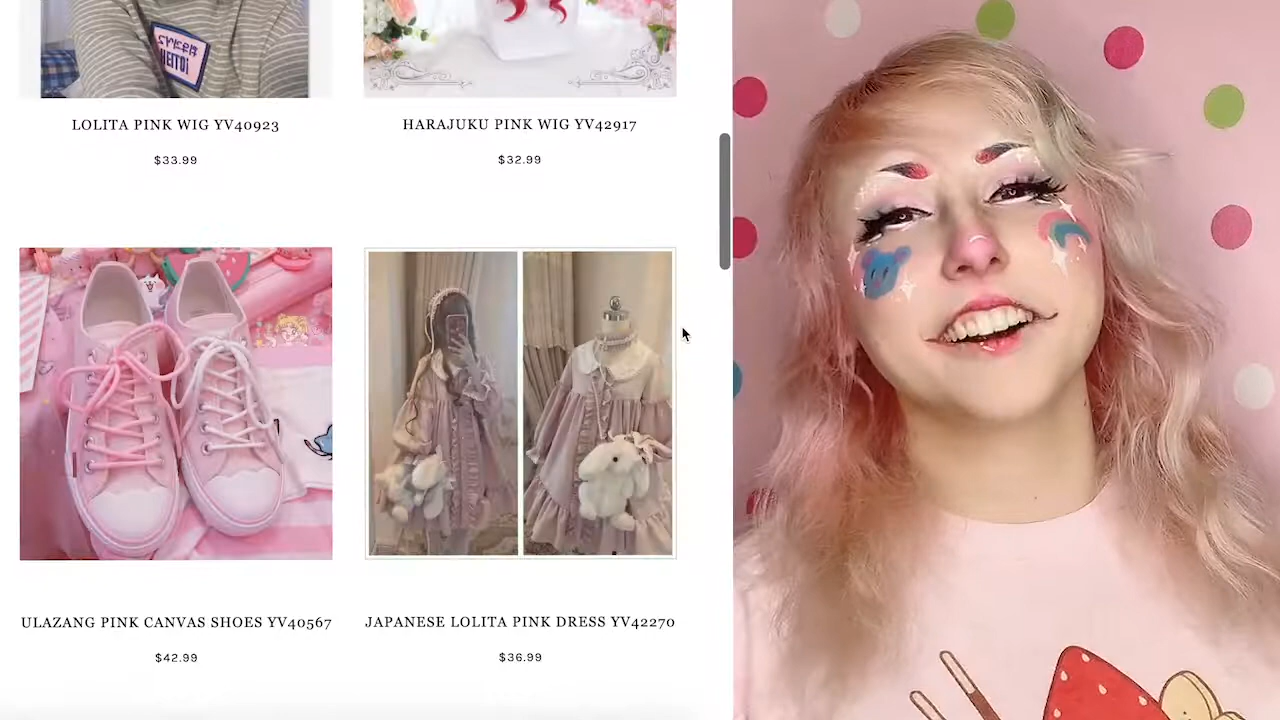 LOLITA PINK WIG YV40923
HARAJUKU PINK WIG YV42917
$33.99
$32.99
ULAZANG PINK CANVAS SHOES YV40567
JAPANESE LOLITA PINK DRESS YV42270
$42.99
$36.99